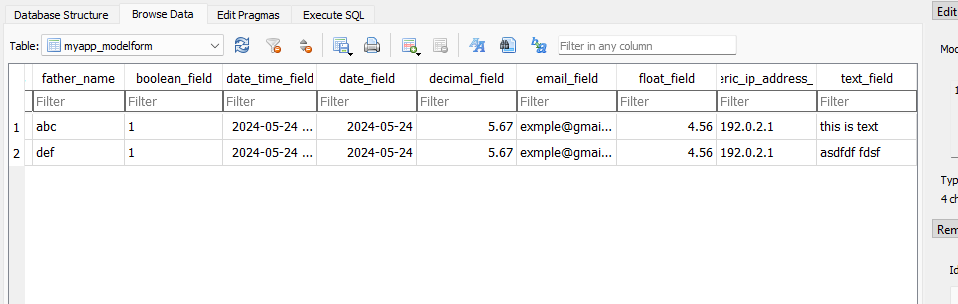 Database Structure Browse Data Edit Pragmas Execute SQL Edit
Table: myapp_modelform Filter in any column
father_name boolean_field date_time_field date_field decimal_field email_field float_field eric_ip_address_ text_field
Filter Filter Filter Filter Filter Filter Filter Filter Filter
1 abc 1 2024-05-24 ... 2024-05-24 5.67 exmple@gmai... 4.56 192.0.2.1 this is text
2 def 1 2024-05-24 ... 2024-05-24 5.67 exmple@gmai... 4.56 192.0.2.1 asdfdf fdsf
Mod
1
Typ
4 ch
Rem
Id